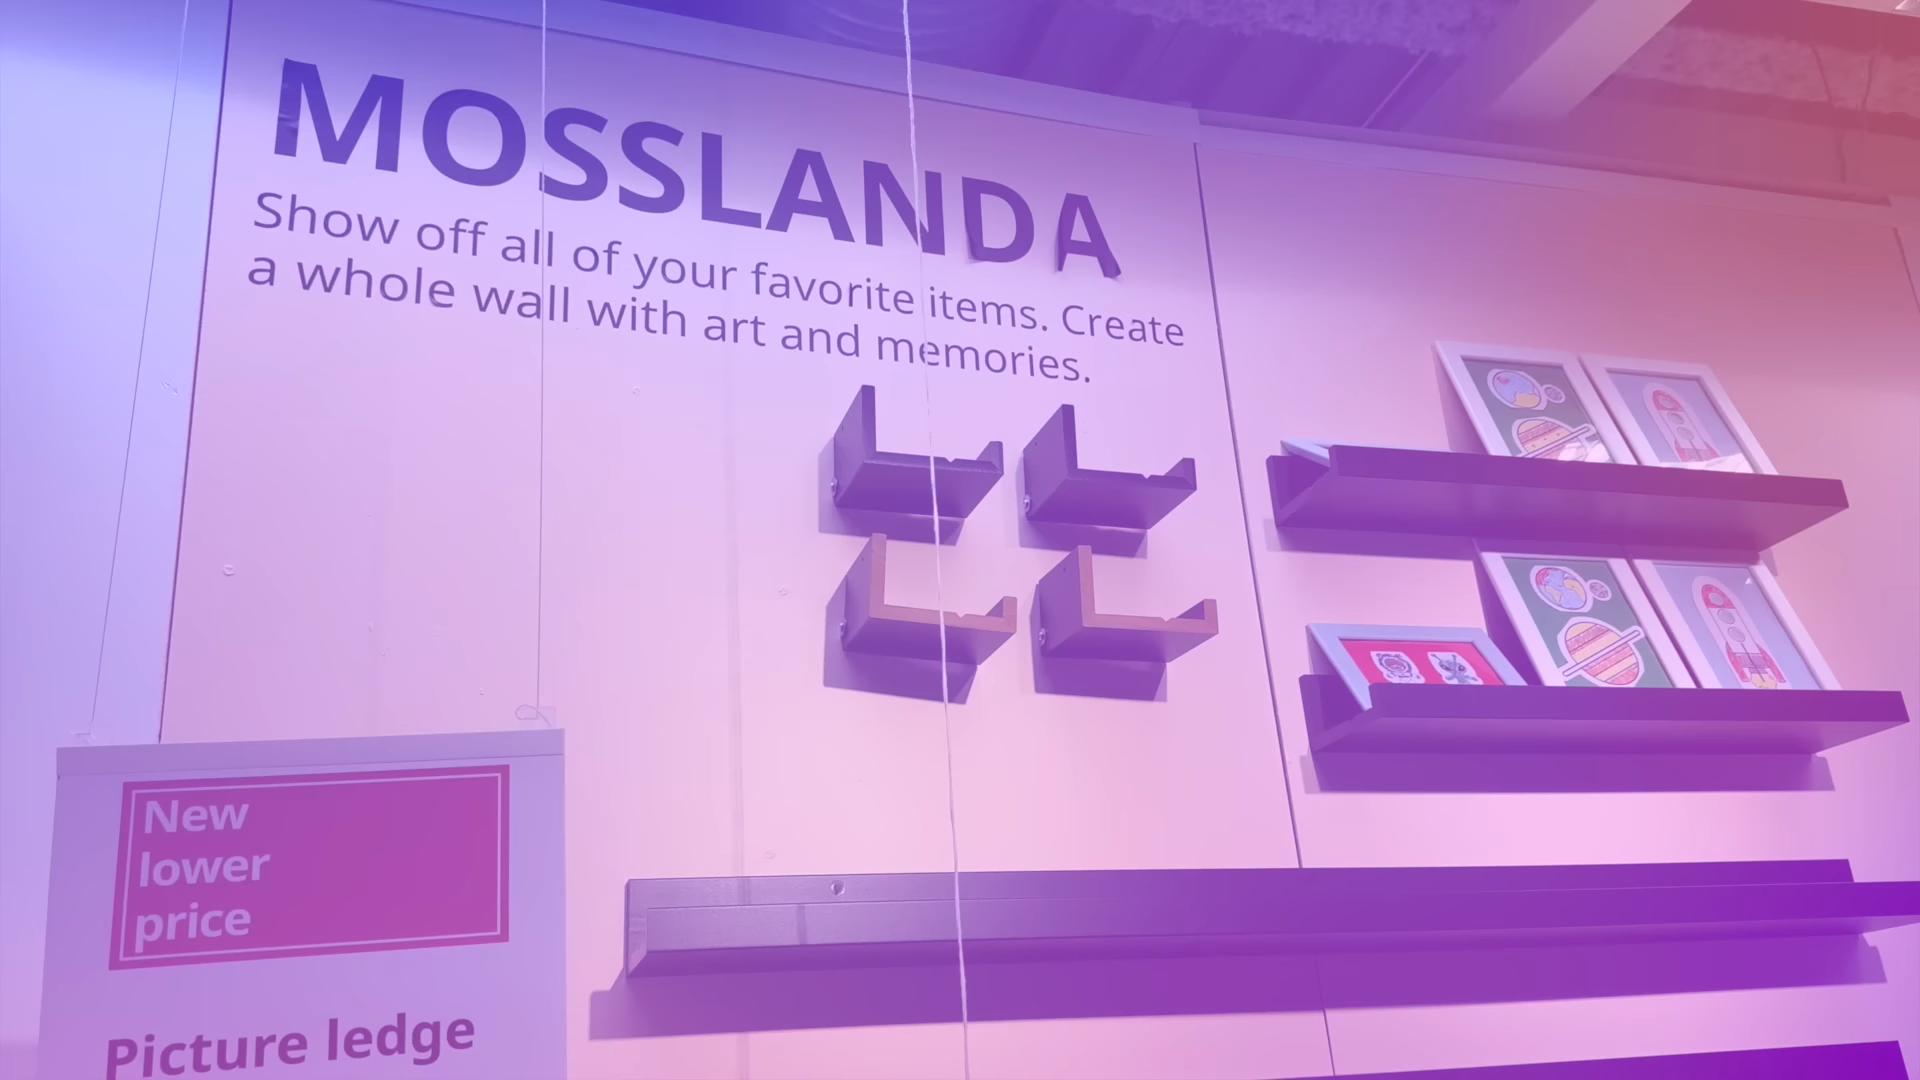 MOSSLANDA
Show off all of your favorite items. Create
a whole wall with art and memories.
New
lower
price
Picture ledge